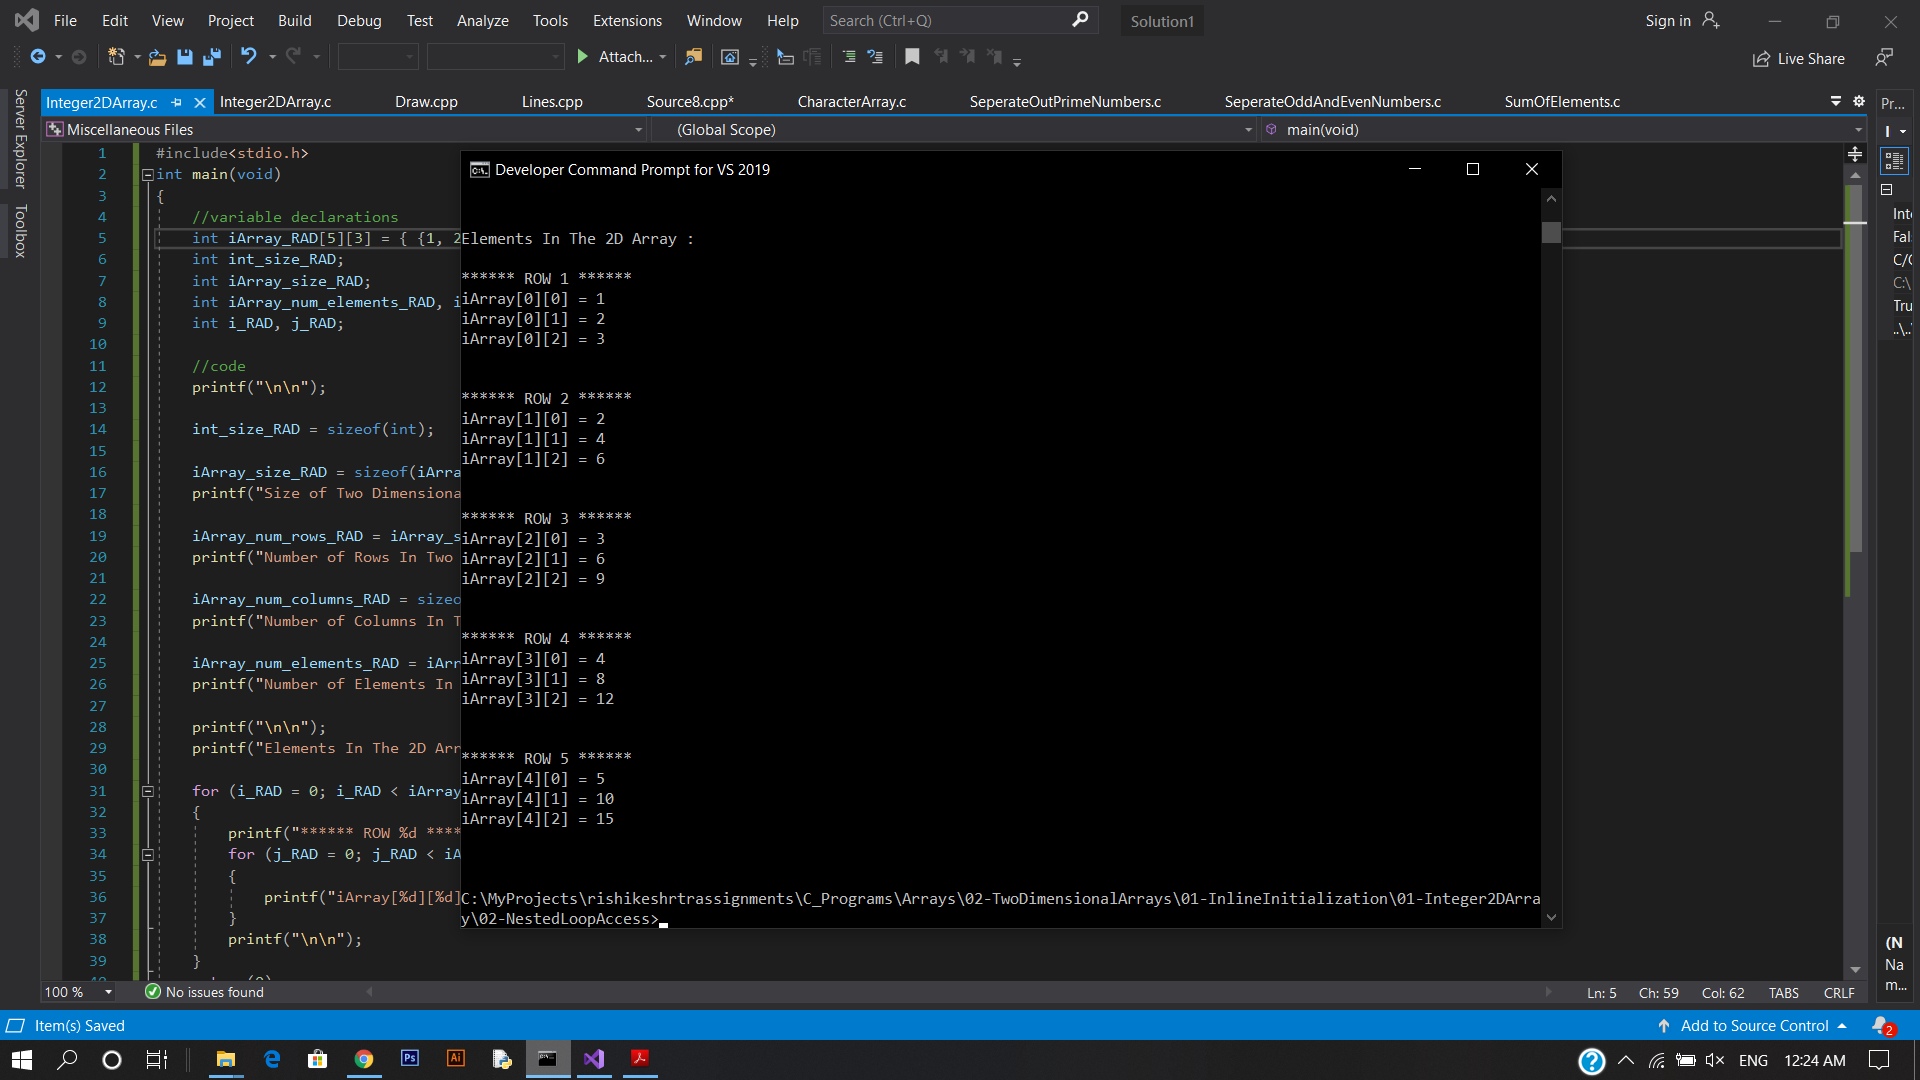 File Edit View Project Build Debug Test Analyze Tools Extensions Window Help Search (Ctrl+Q) Solution1 Sign in
Attach... Live Share
Server Explorer
Toolbox
Integer2DArray.c Integer2DArray.c Draw.cpp Lines.cpp Source8.cpp* CharacterArray.c SeperateOutPrimeNumbers.c SeperateOddAndEvenNumbers.c SumOfElements.c
Miscellaneous Files (Global Scope) main(void)
1 #include<stdio.h>
2 int main(void)
3 {
4 //variable declarations
5 int iArray_RAD[5][3] = { {1, 2
6 int int_size_RAD;
7 int iArray_size_RAD;
8 int iArray_num_elements_RAD, i
9 int i_RAD, j_RAD;
10
11 //code
12 printf("\n\n");
13
14 int_size_RAD = sizeof(int);
15
16 iArray_size_RAD = sizeof(iArra
17 printf("Size of Two Dimensiona
18
19 iArray_num_rows_RAD = iArray_s
20 printf("Number of Rows In Two
21
22 iArray_num_columns_RAD = sizeo
23 printf("Number of Columns In T
24
25 iArray_num_elements_RAD = iArr
26 printf("Number of Elements In
27
28 printf("\n\n");
29 printf("Elements In The 2D Arr
30
31 for (i_RAD = 0; i_RAD < iArray
32 {
33 printf("****** ROW %d ****
34 for (j_RAD = 0; j_RAD < iA
35 {
36 printf("iArray[%d][%d]
37 }
38 printf("\n\n");
39 }
Developer Command Prompt for VS 2019
Elements In The 2D Array :
****** ROW 1 ******
iArray[0][0] = 1
iArray[0][1] = 2
iArray[0][2] = 3
****** ROW 2 ******
iArray[1][0] = 2
iArray[1][1] = 4
iArray[1][2] = 6
****** ROW 3 ******
iArray[2][0] = 3
iArray[2][1] = 6
iArray[2][2] = 9
****** ROW 4 ******
iArray[3][0] = 4
iArray[3][1] = 8
iArray[3][2] = 12
****** ROW 5 ******
iArray[4][0] = 5
iArray[4][1] = 10
iArray[4][2] = 15
C:\MyProjects\rishikeshrtrassignments\C_Programs\Arrays\02-TwoDimensionalArrays\01-InlineInitialization\01-Integer2DArra
y\02-NestedLoopAccess>
Pr...
I
Int
Fal
C/C
C:\
Tru
..\..\
(N
Na
m...
100 % No issues found Ln: 5 Ch: 59 Col: 62 TABS CRLF
Item(s) Saved Add to Source Control 2
Ps Ai ENG 12:24 AM